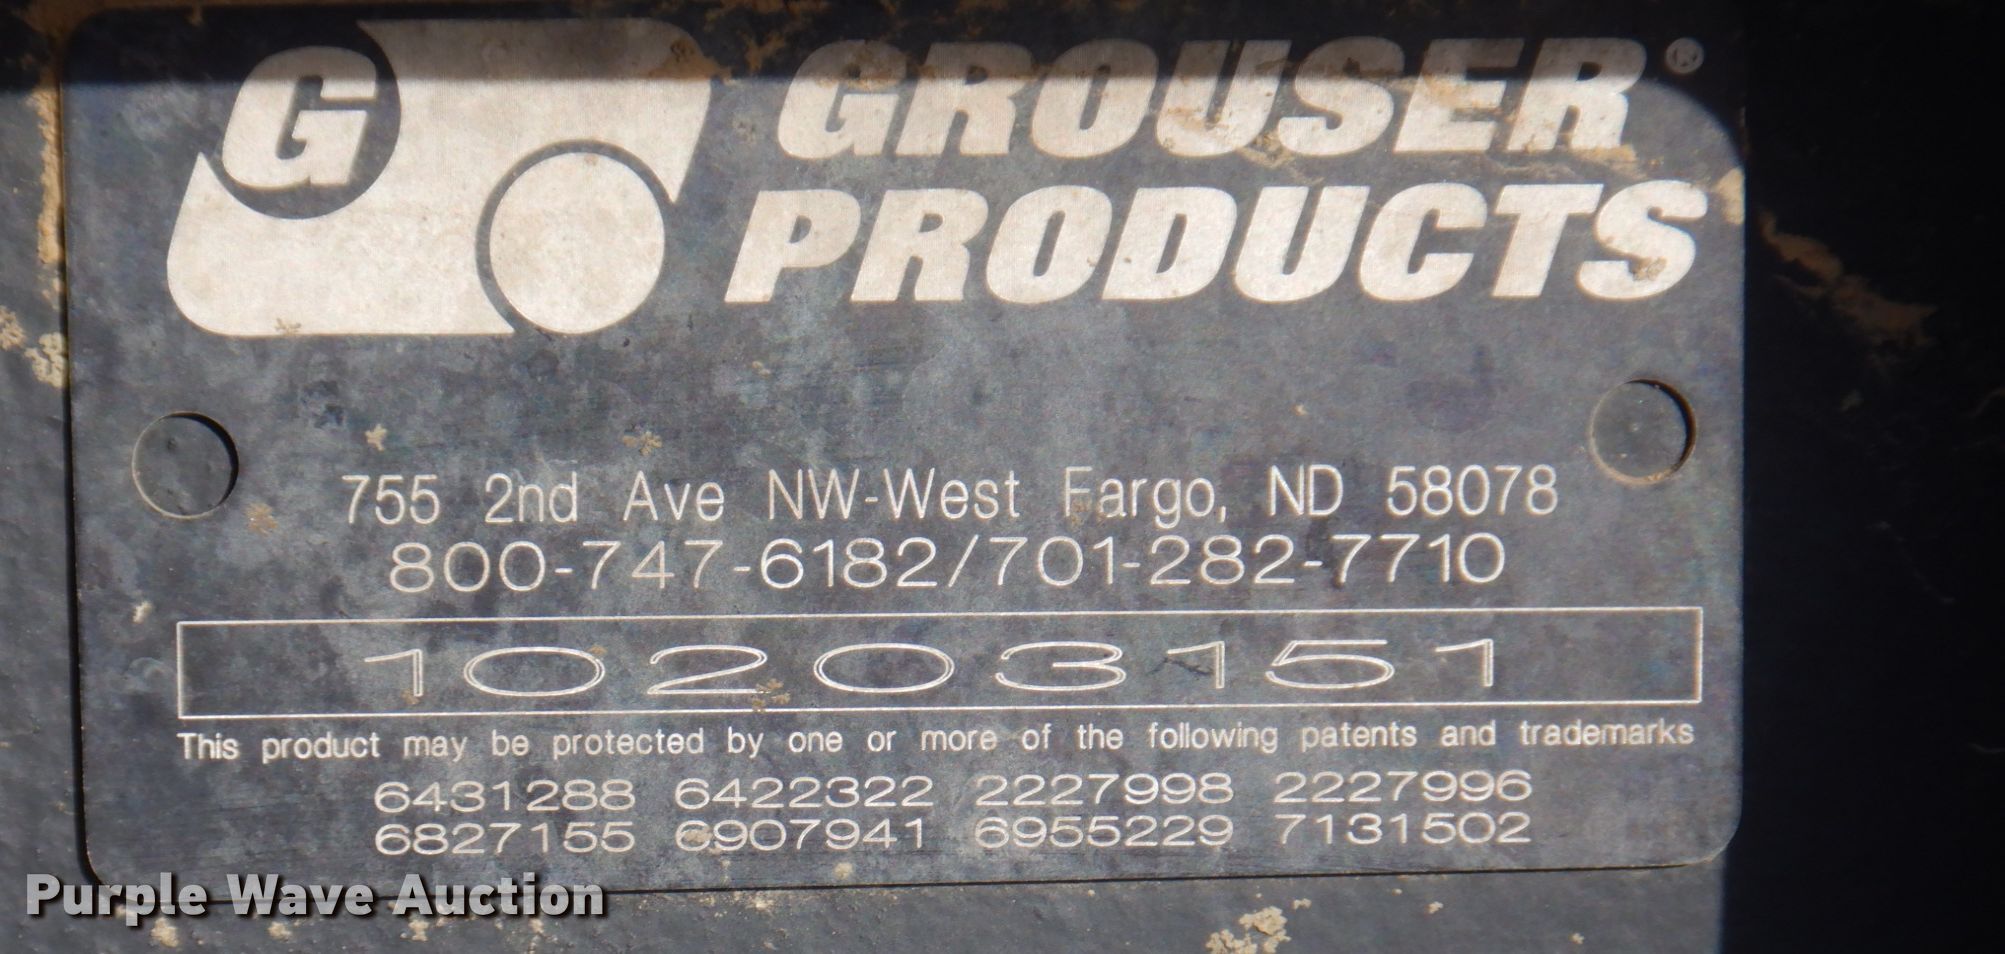 G
GROUSER®
PRODUCTS
755 2nd Ave NW-West Fargo, ND 58078
800-747-6182/701-282-7710
10203151
This product may be protected by one or more of the following patents and trademarks
6431288 6422322 2227998 2227996
6827155 6907941 6955229 7131502
Purple Wave Auction